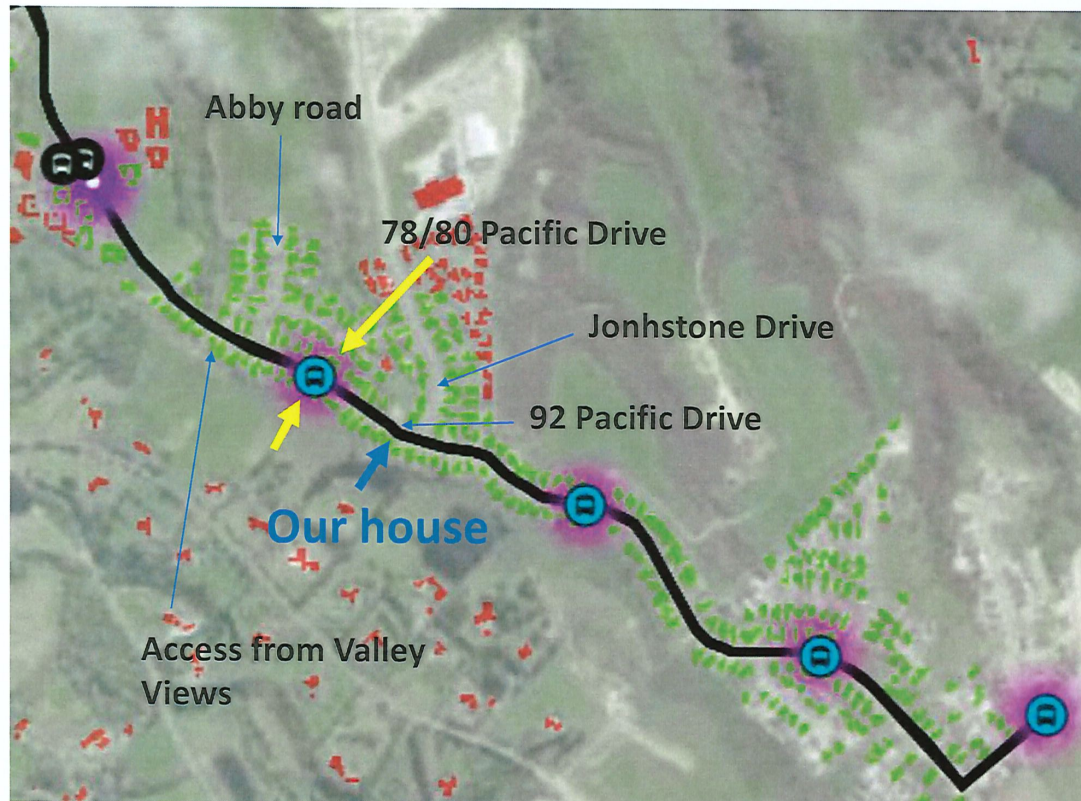 Abby road
78/80 Pacific Drive
Jonhstone Drive
92 Pacific Drive
Our house
Access from Valley
Views